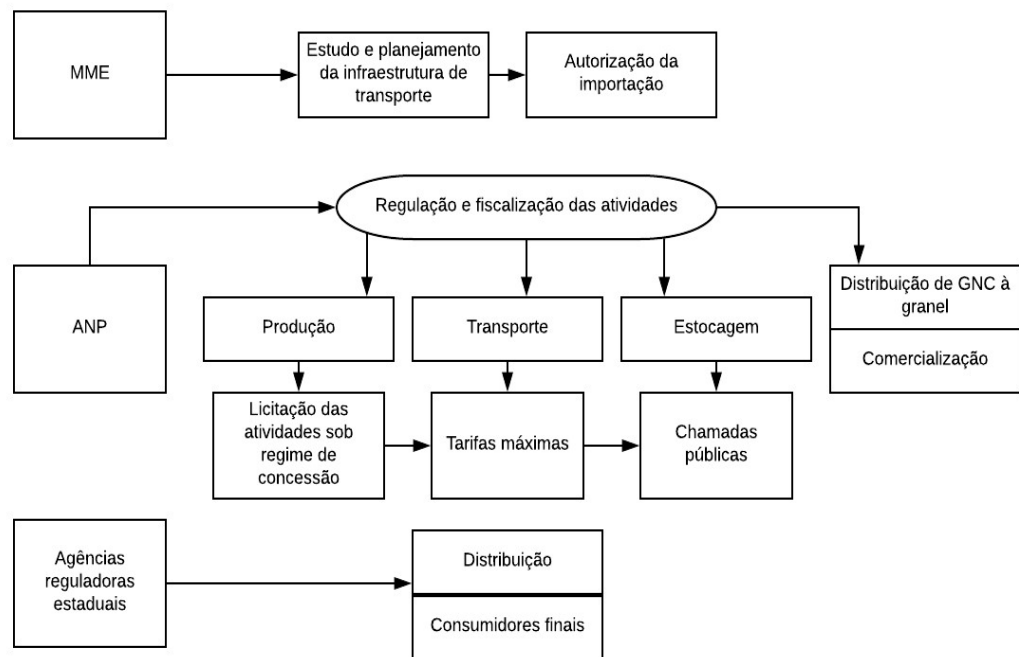 MME
Estudo e planejamento
da infraestrutura de
transporte
Autorização da
importação
Regulação e fiscalização das atividades
ANP
Produção
Transporte
Estocagem
Distribuição de GNC à
granel
Comercialização
Licitação das
atividades sob
regime de
concessão
Tarifas máximas
Chamadas
públicas
Agências
reguladoras
estaduais
Distribuição
Consumidores finais